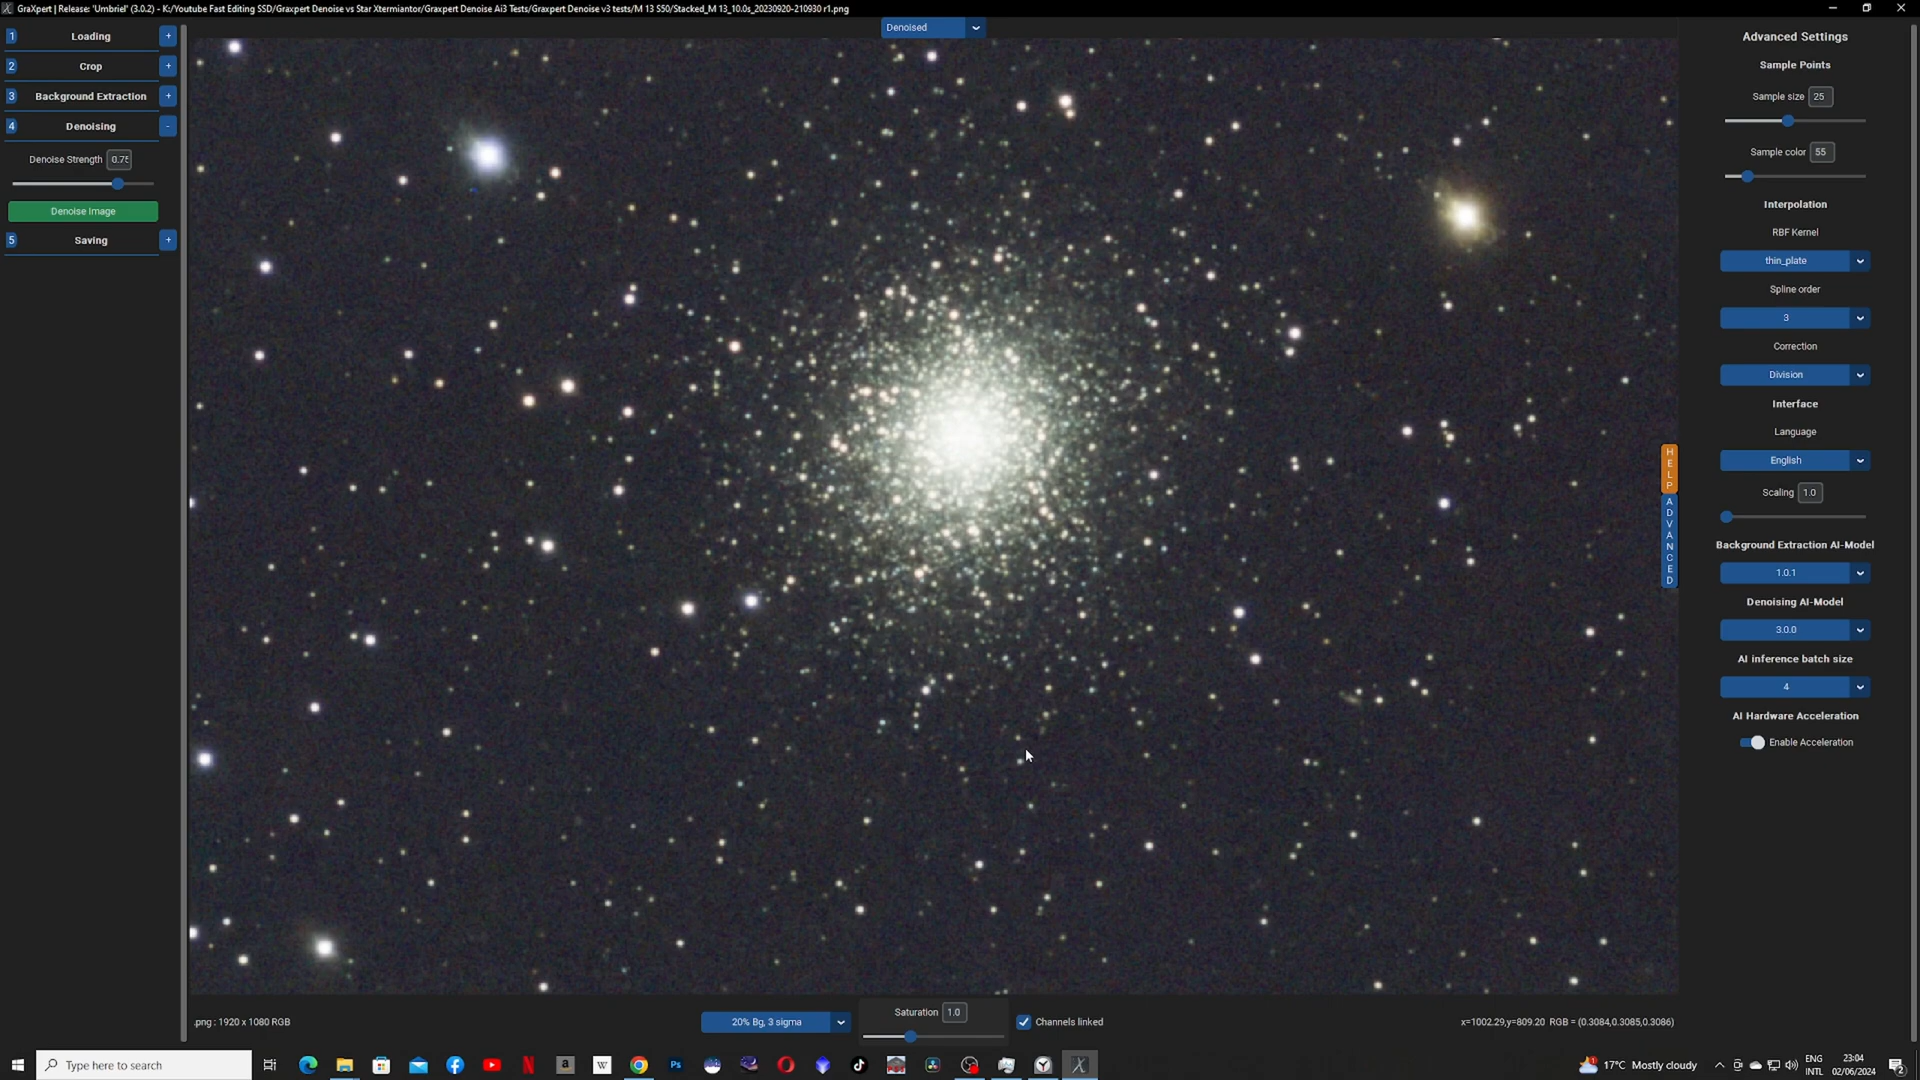 GraXpert | Release: 'Umbriel' (3.0.2) - K:/Youtube Fast Editing SSD/Graxpert Denoise vs Star Xtermiantor/Graxpert Denoise Ai3 Tests/Graxpert Denoise v3 tests/M 13 S50/Stacked_M 13_10.0s_20230920-210930 r1.png
Denoised
1 Loading +
2 Crop +
3 Background Extraction +
4 Denoising -
Denoise Strength 0.75
Denoise Image
5 Saving +
Advanced Settings
Sample Points
Sample size 25
Sample color 55
Interpolation
RBF Kernel
thin_plate
Spline order
3
Correction
Division
Interface
Language
English
Scaling 1.0
Background Extraction AI-Model
1.0.1
Denoising AI-Model
3.0.0
AI inference batch size
4
AI Hardware Acceleration
Enable Acceleration
HELP
ADVANCED
.png : 1920 x 1080 RGB
20% Bg, 3 sigma
Saturation 1.0
Channels linked
x=1002.29,y=809.20 RGB = (0.3084,0.3085,0.3086)
Type here to search
17°C Mostly cloudy
ENG
INTL
23:04
02/06/2024
2